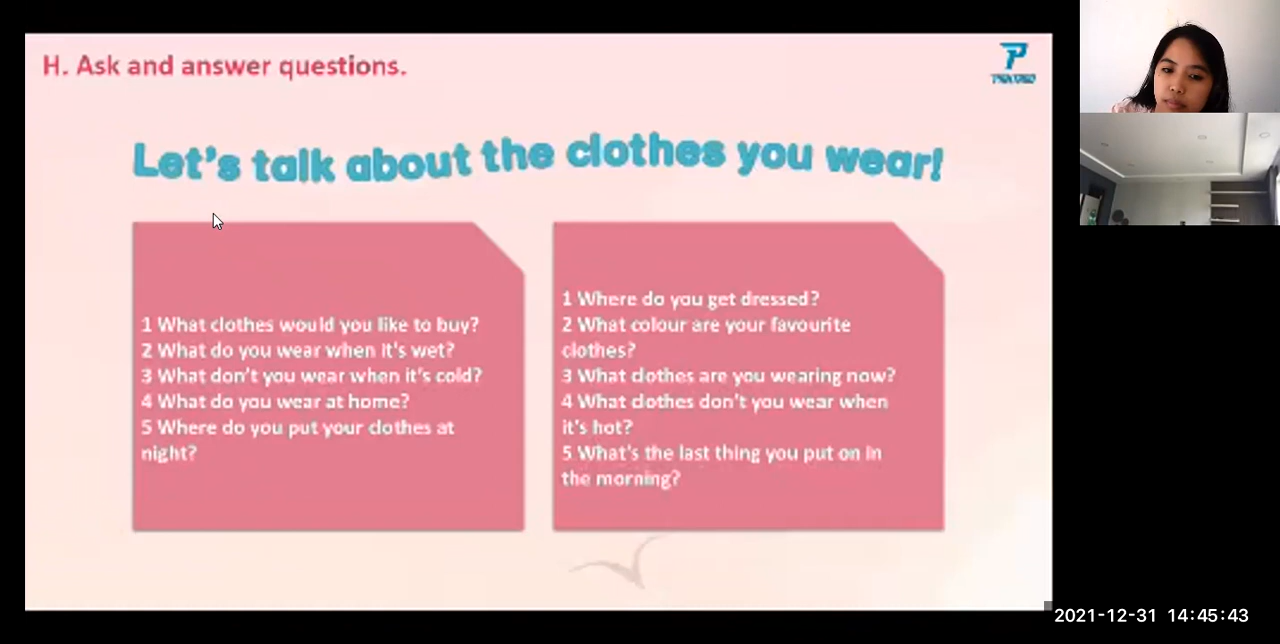 H. Ask and answer questions.
Let's talk about the clothes you wear!
1 What clothes would you like to buy?
2 What do you wear when it's wet?
3 What don't you wear when it's cold?
4 What do you wear at home?
5 Where do you put your clothes at
night?
1 Where do you get dressed?
2 What colour are your favourite
clothes?
3 What clothes are you wearing now?
4 What clothes don't you wear when
it's hot?
5 What's the last thing you put on in
the morning?
2021-12-31 14:45:43